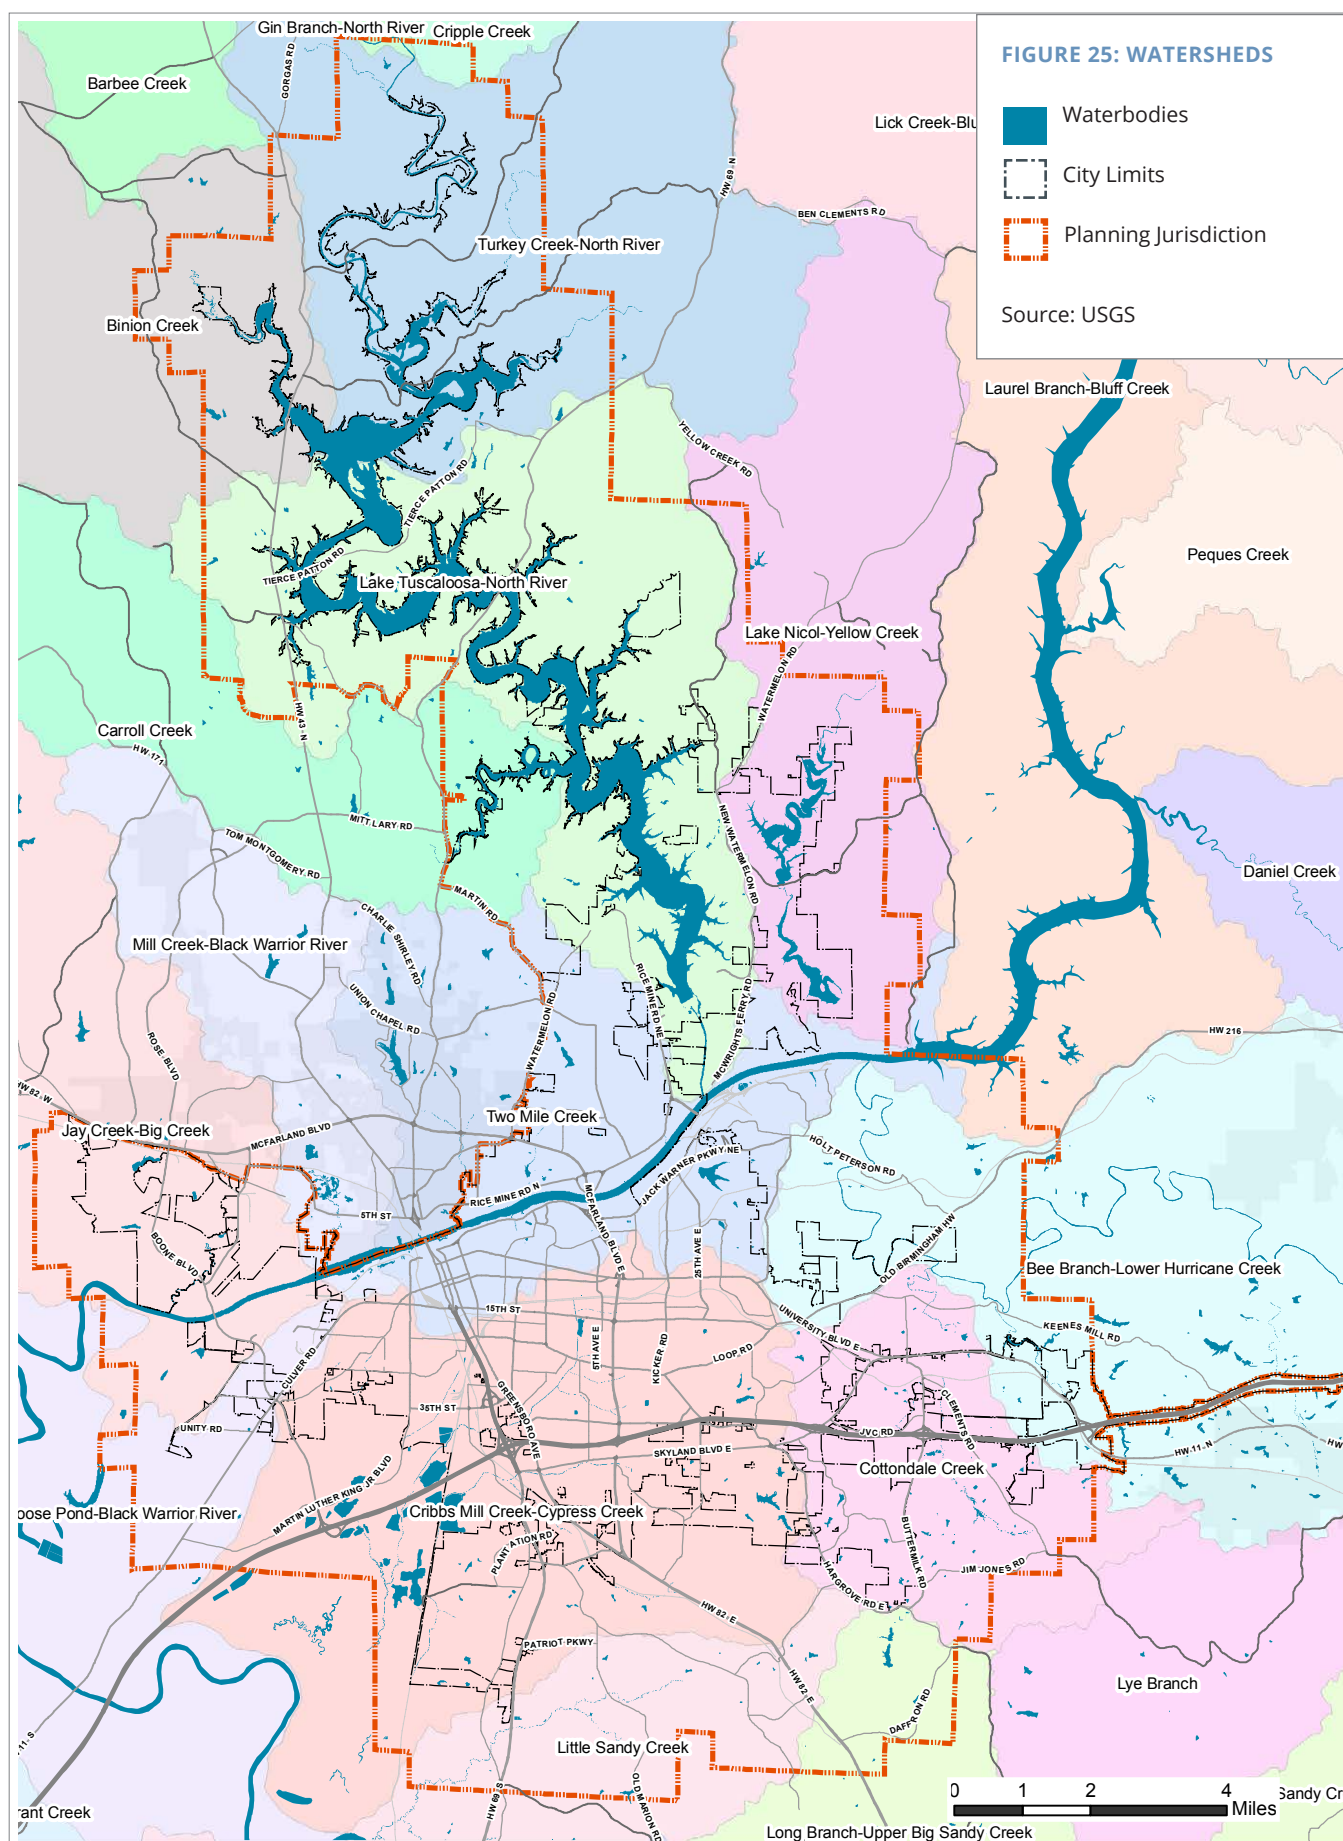 Gin Branch-North River
Cripple Creek
FIGURE 25: WATERSHEDS
Waterbodies
City Limits
Planning Jurisdiction
Source: USGS
Barbee Creek
GORGAS RD
Lick Creek-Blu
HW 69 N
BEN CLEMENTS RD
Turkey Creek-North River
Binion Creek
Laurel Branch-Bluff Creek
YELLOW CREEK RD
TIERCE PATTON RD
TIERCE PATTON RD
Peques Creek
Lake Tuscaloosa-North River
Lake Nicol-Yellow Creek
WATERMELON RD
HW 43 N
Carroll Creek
HW 171
MITT LARY RD
TOM MONTGOMERY RD
NEW WATERMELON RD
Daniel Creek
MARTIN RD
CHARLIE SHIRLEY RD
Mill Creek-Black Warrior River
UNION CHAPEL RD
RICE MINE RD NE
MCWRIGHTS FERRY RD
WATERMELON RD
HW 216
ROSE BLVD
HW 82 W
Two Mile Creek
Jay Creek-Big Creek
MCFARLAND BLVD
HOLT PETERSON RD
JACK WARNER PKWY NE
RICE MINE RD N
MCFARLAND BLVD E
5TH ST
BOONE BLVD
25TH AVE E
OLD BIRMINGHAM HW
Bee Branch-Lower Hurricane Creek
15TH ST
UNIVERSITY BLVD E
KEENES MILL RD
5TH AVE E
KICKER RD
LOOP RD
CULVER RD
GREENSBORO AVE
CLEMENTS RD
35TH ST
UNITY RD
JVC RD
SKYLAND BLVD E
HW 11 N
HW
Cottondale Creek
MARTIN LUTHER KING JR BLVD
oose Pond-Black Warrior River
Cribbs Mill Creek-Cypress Creek
PLANTATION RD
BUTTERMILK RD
HARGROVE RD E
JIM JONES RD
HW 82 E
PATRIOT PKWY
HW 82 E
Lye Branch
DAFFRON RD
11 S
Little Sandy Creek
OLD MARION RD
HW 69 S
0 1 2 4
Miles
Sandy Cr
rant Creek
Long Branch-Upper Big Sandy Creek